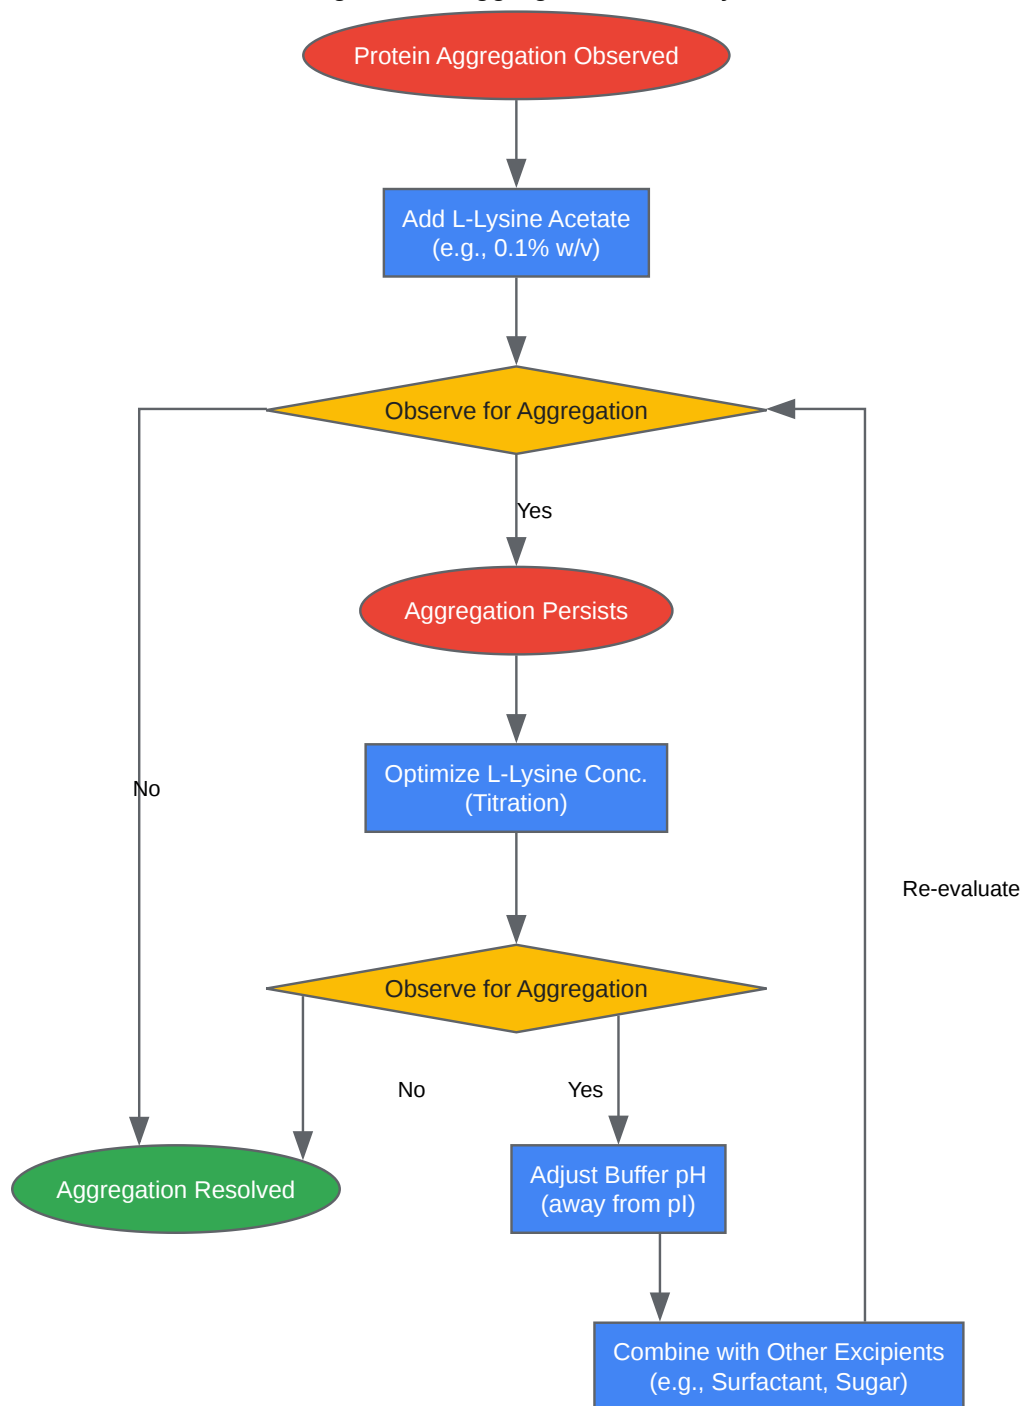 Protein Aggregation Observed
Add L-Lysine Acetate
(e.g., 0.1% w/v)
Observe for Aggregation
Yes
Aggregation Persists
No
Optimize L-Lysine Conc.
(Titration)
Re-evaluate
Observe for Aggregation
No
Yes
Aggregation Resolved
Adjust Buffer pH
(away from pI)
Combine with Other Excipients
(e.g., Surfactant, Sugar)